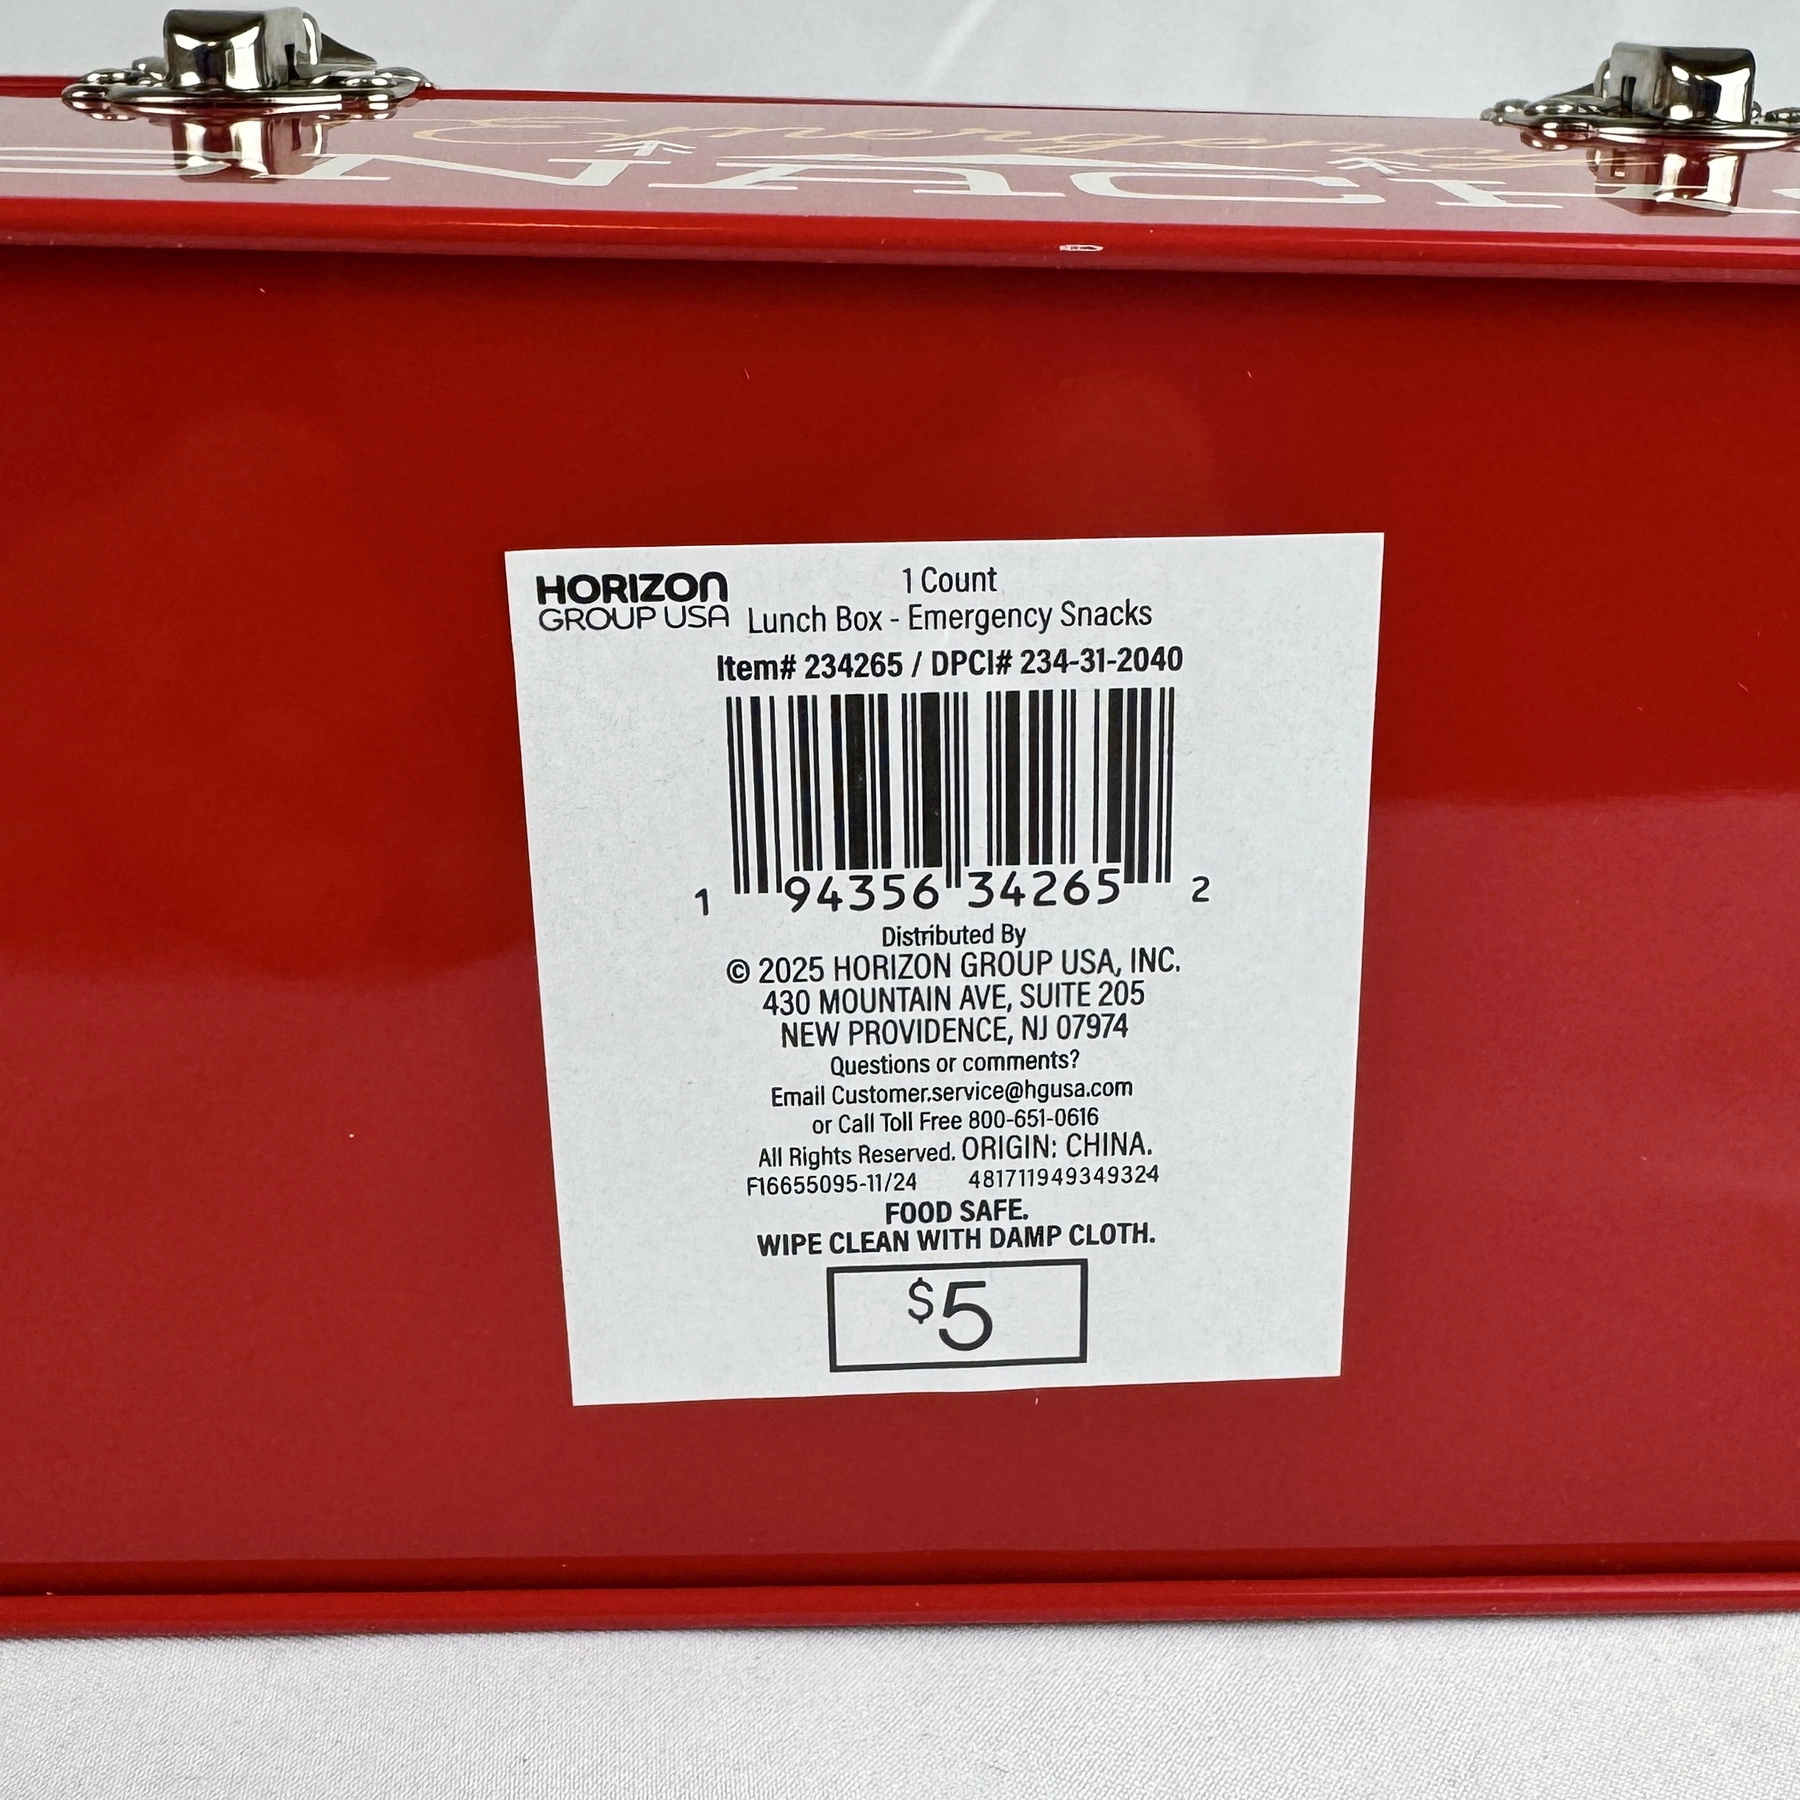 Emergency
SNACKS
HORIZON
GROUP USA
1 Count
Lunch Box - Emergency Snacks
Item# 234265 / DPCI# 234-31-2040
1 94356 34265 2
Distributed By
© 2025 HORIZON GROUP USA, INC.
430 MOUNTAIN AVE, SUITE 205
NEW PROVIDENCE, NJ 07974
Questions or comments?
Email Customer.service@hgusa.com
or Call Toll Free 800-651-0616
All Rights Reserved. ORIGIN: CHINA.
F16655095-11/24 481711949349324
FOOD SAFE.
WIPE CLEAN WITH DAMP CLOTH.
$5